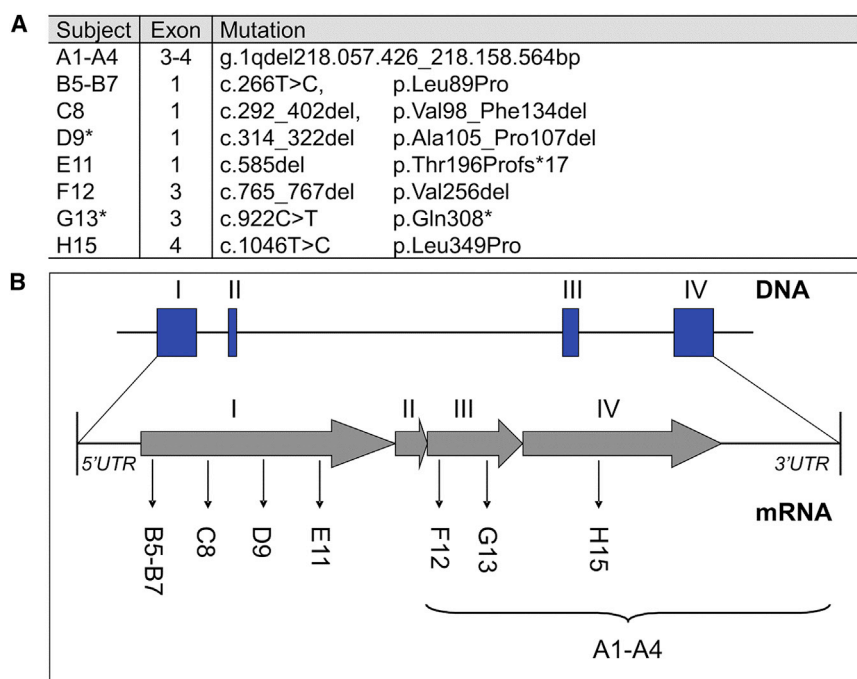 A
Subject Exon Mutation
A1-A4 3-4 g.1qdel218.057.426_218.158.564bp
B5-B7 1 c.266T>C, p.Leu89Pro
C8 1 c.292_402del, p.Val98_Phe134del
D9* 1 c.314_322del p.Ala105_Pro107del
E11 1 c.585del p.Thr196Profs*17
F12 3 c.765_767del p.Val256del
G13* 3 c.922C>T p.Gln308*
H15 4 c.1046T>C p.Leu349Pro
B
I II III IV DNA
I II III IV
5'UTR 3'UTR
mRNA
B5-B7 C8 D9 E11 F12 G13 H15
A1-A4